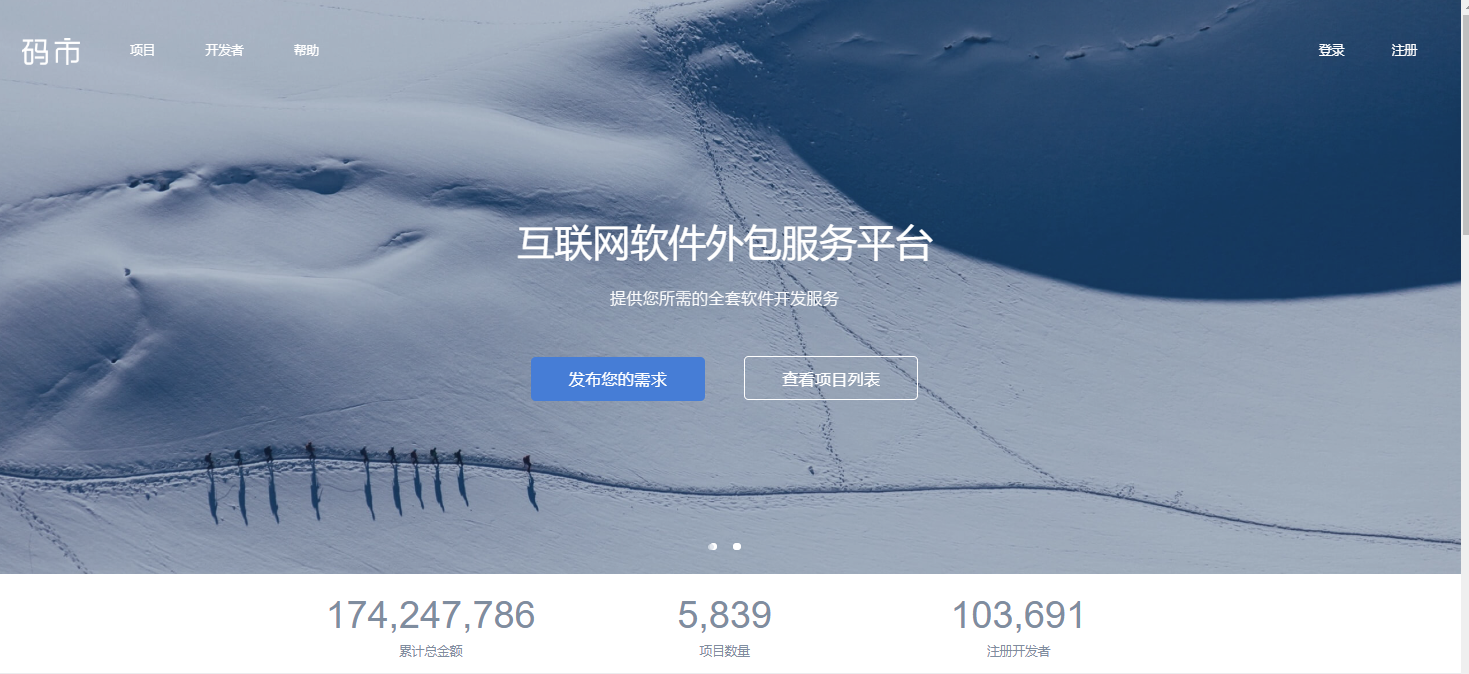 码市 项目 开发者 帮助 登录 注册
互联网软件外包服务平台
提供您所需的全套软件开发服务
发布您的需求 查看项目列表
174,247,786 5,839 103,691
累计总金额 项目数量 注册开发者